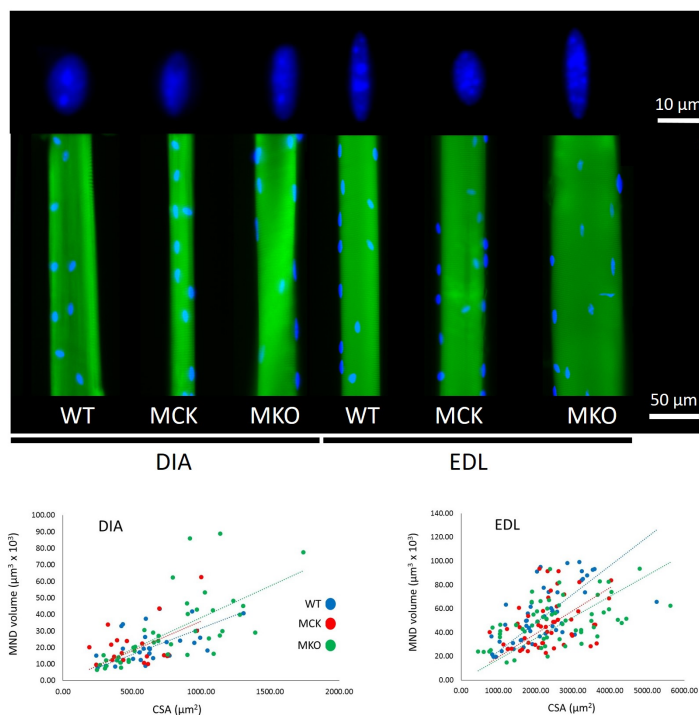 10 µm
WT MCK MKO WT MCK MKO
50 µm
DIA EDL
DIA
MND volume (µm³ x 10³)
100.00
90.00
80.00
70.00
60.00
50.00
40.00
30.00
20.00
10.00
0.00
0.00 500.00 1000.00 1500.00 2000.00
CSA (µm²)
WT
MCK
MKO
EDL
MND volume (µm³ x 10³)
140.00
120.00
100.00
80.00
60.00
40.00
20.00
0.00
0.00 1000.00 2000.00 3000.00 4000.00 5000.00 6000.00
CSA (µm²)